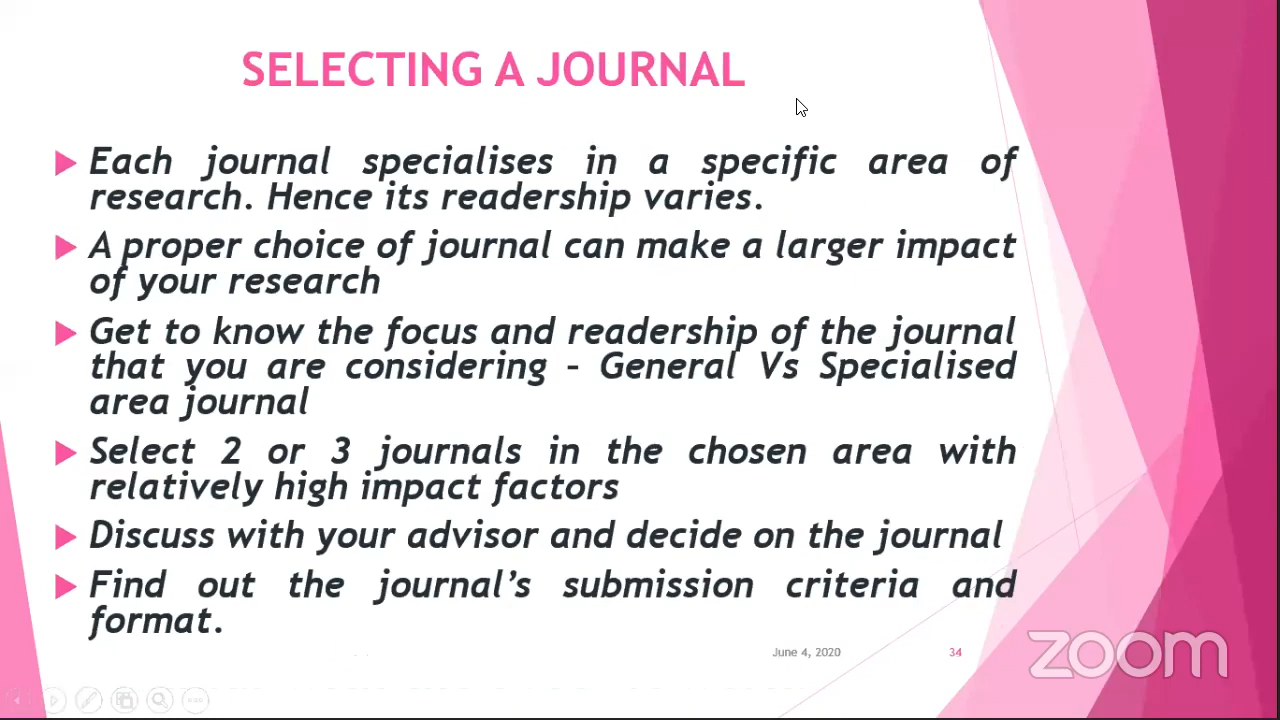 SELECTING A JOURNAL
Each journal specialises in a specific area of
research. Hence its readership varies.
A proper choice of journal can make a larger impact
of your research
Get to know the focus and readership of the journal
that you are considering – General Vs Specialised
area journal
Select 2 or 3 journals in the chosen area with
relatively high impact factors
Discuss with your advisor and decide on the journal
Find out the journal's submission criteria and
format.
June 4, 2020
34
zoom